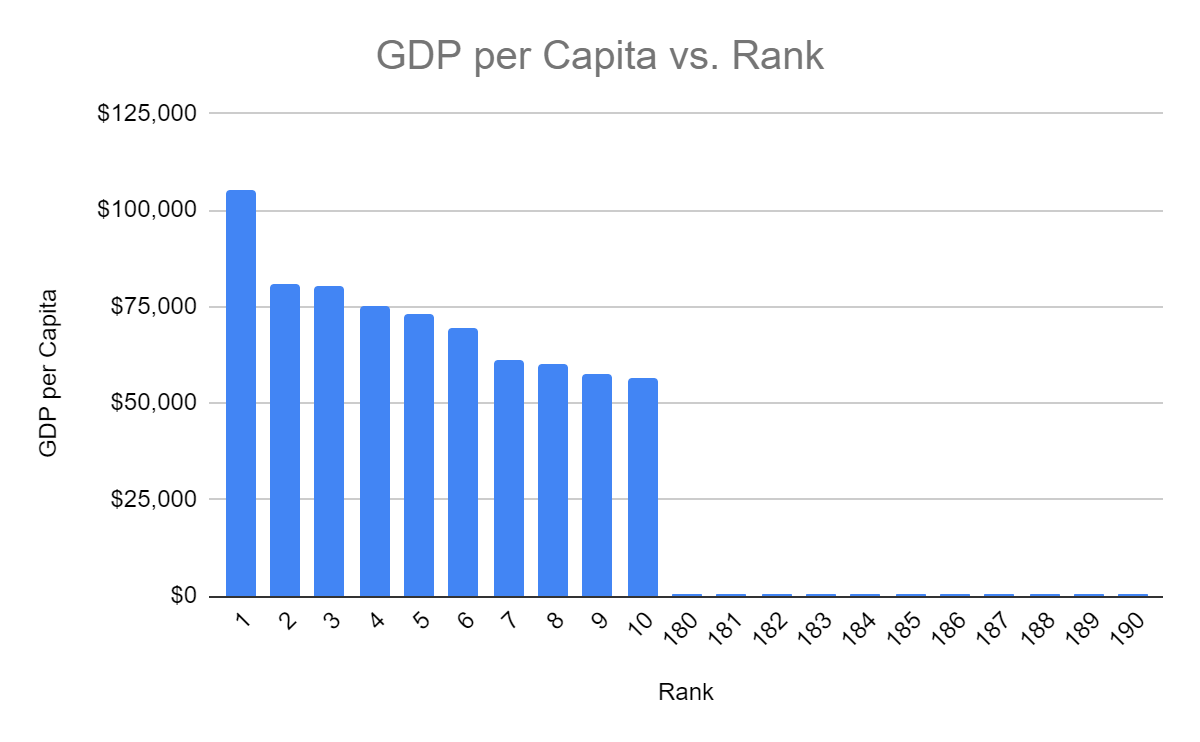 GDP per Capita vs. Rank
$125,000
$100,000
$75,000
$50,000
$25,000
$0
GDP per Capita
1 2 3 4 5 6 7 8 9 10 180 181 182 183 184 185 186 187 188 189 190
Rank